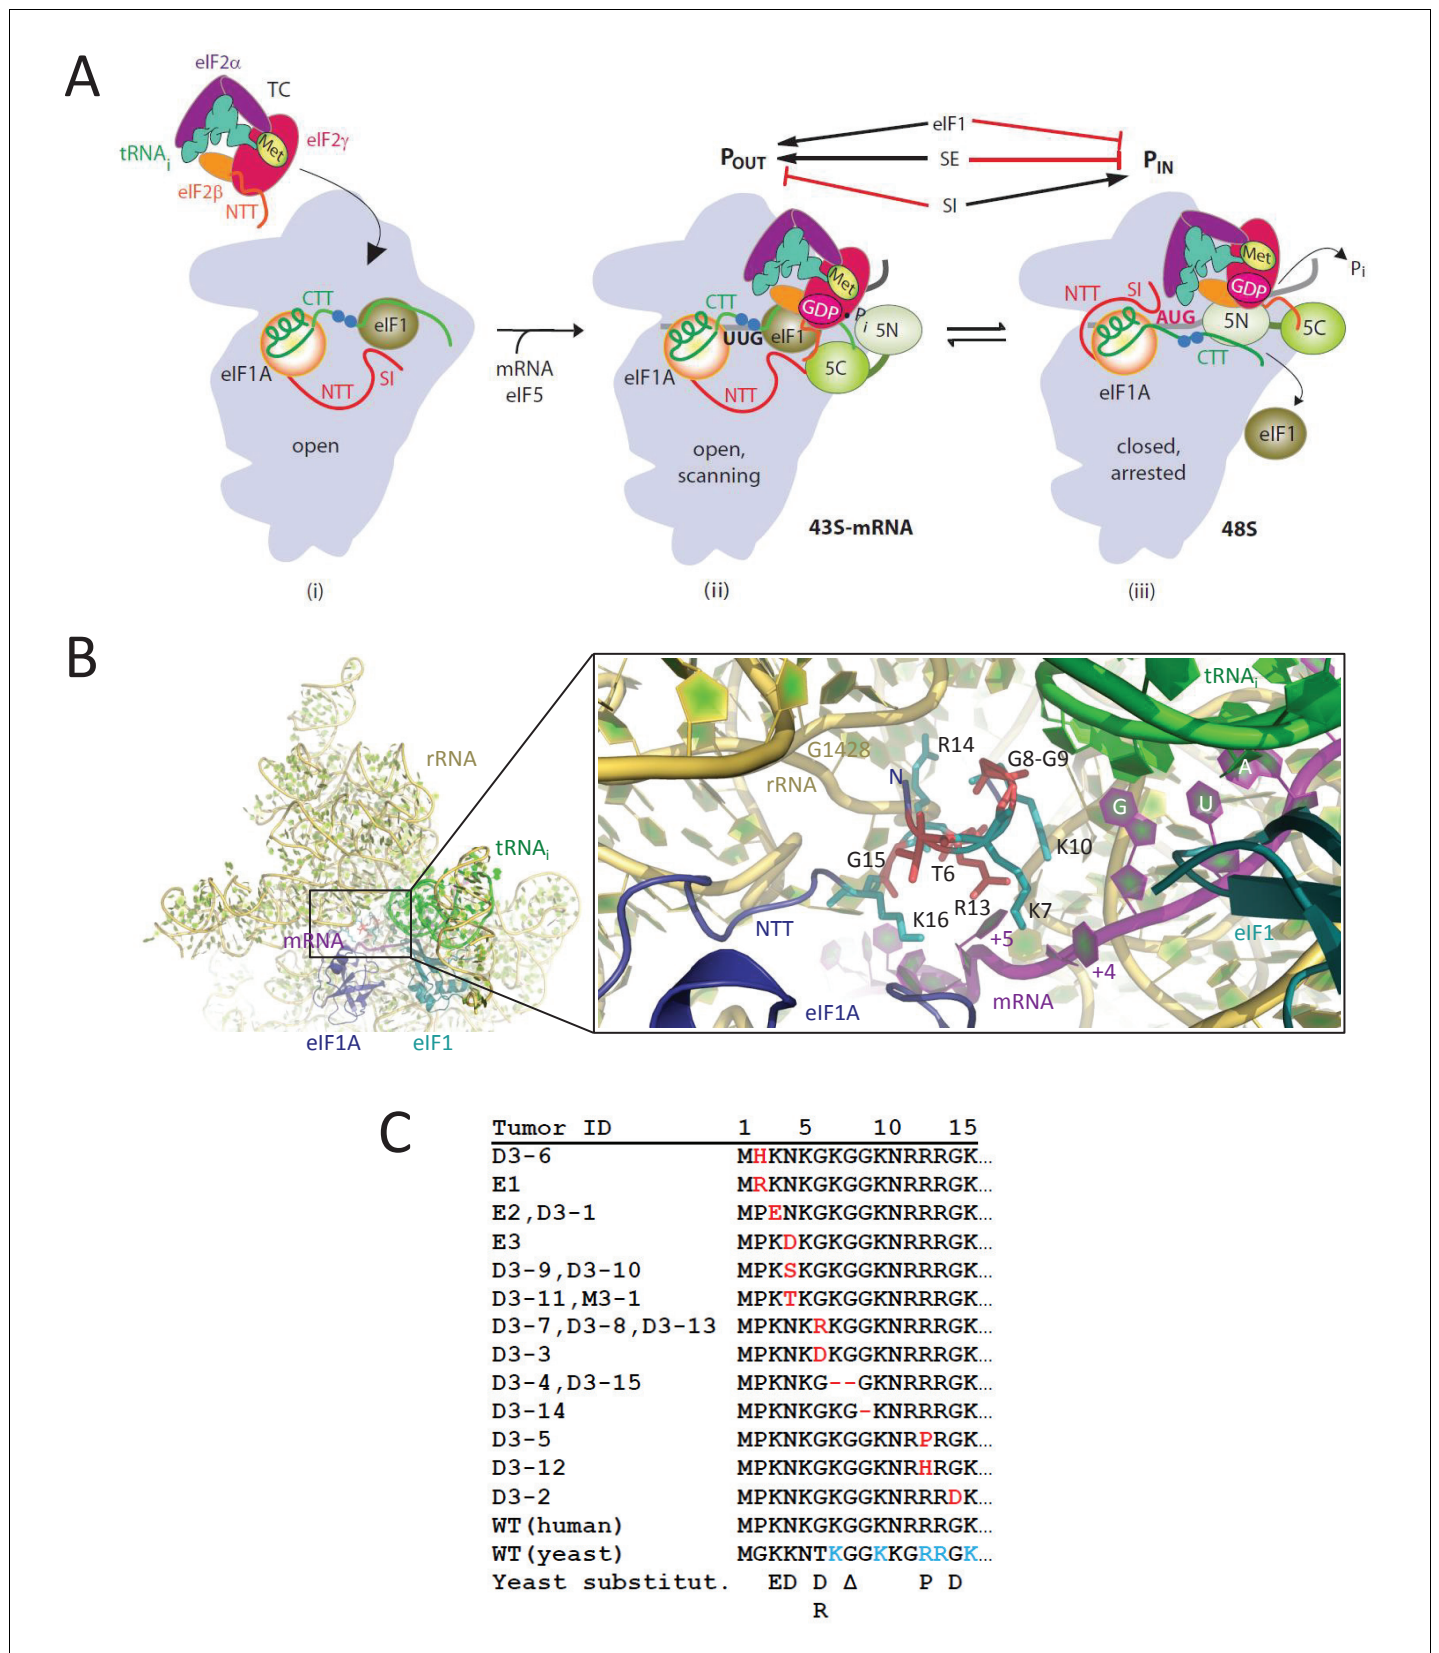 A
eIF2α
TC
tRNAi
Met
eIF2γ
eIF2β
NTT
CTT
eIF1
eIF1A
NTT
SI
open
(i)
mRNA
eIF5
eIF1
POUT
SE
PIN
SI
Met
GDP
Pi
5N
CTT
UUG
eIF1
5C
eIF1A
NTT
open,
scanning
43S-mRNA
(ii)
Met
Pi
GDP
NTT
SI
AUG
5N
5C
CTT
eIF1A
eIF1
closed,
arrested
48S
(iii)
B
rRNA
tRNAi
mRNA
eIF1A
eIF1
tRNAi
G1428
R14
G8-G9
rRNA
N
A
G
U
K10
G15
T6
K16
R13
K7
NTT
+5
eIF1
+4
eIF1A
mRNA
C
Tumor ID 1 5 10 15
D3-6 MHKNKGKGGKNRRRGK...
E1 MRKNKGKGGKNRRRGK...
E2,D3-1 MPENKGKGGKNRRRGK...
E3 MPKDKGKGGKNRRRGK...
D3-9,D3-10 MPKSKGKGGKNRRRGK...
D3-11,M3-1 MPKTKGKGGKNRRRGK...
D3-7,D3-8,D3-13 MPKNKRKGGKNRRRGK...
D3-3 MPKNKDKGGKNRRRGK...
D3-4,D3-15 MPKNKG--GKNRRRGK...
D3-14 MPKNKGKG-KNRRRGK...
D3-5 MPKNKGKGGKNRPRGK...
D3-12 MPKNKGKGGKNRHRGK...
D3-2 MPKNKGKGGKNRRRDK...
WT(human) MPKNKGKGGKNRRRGK...
WT(yeast) MGKKNTKGGKKGRRGK...
Yeast substitut. ED D Δ P D
R